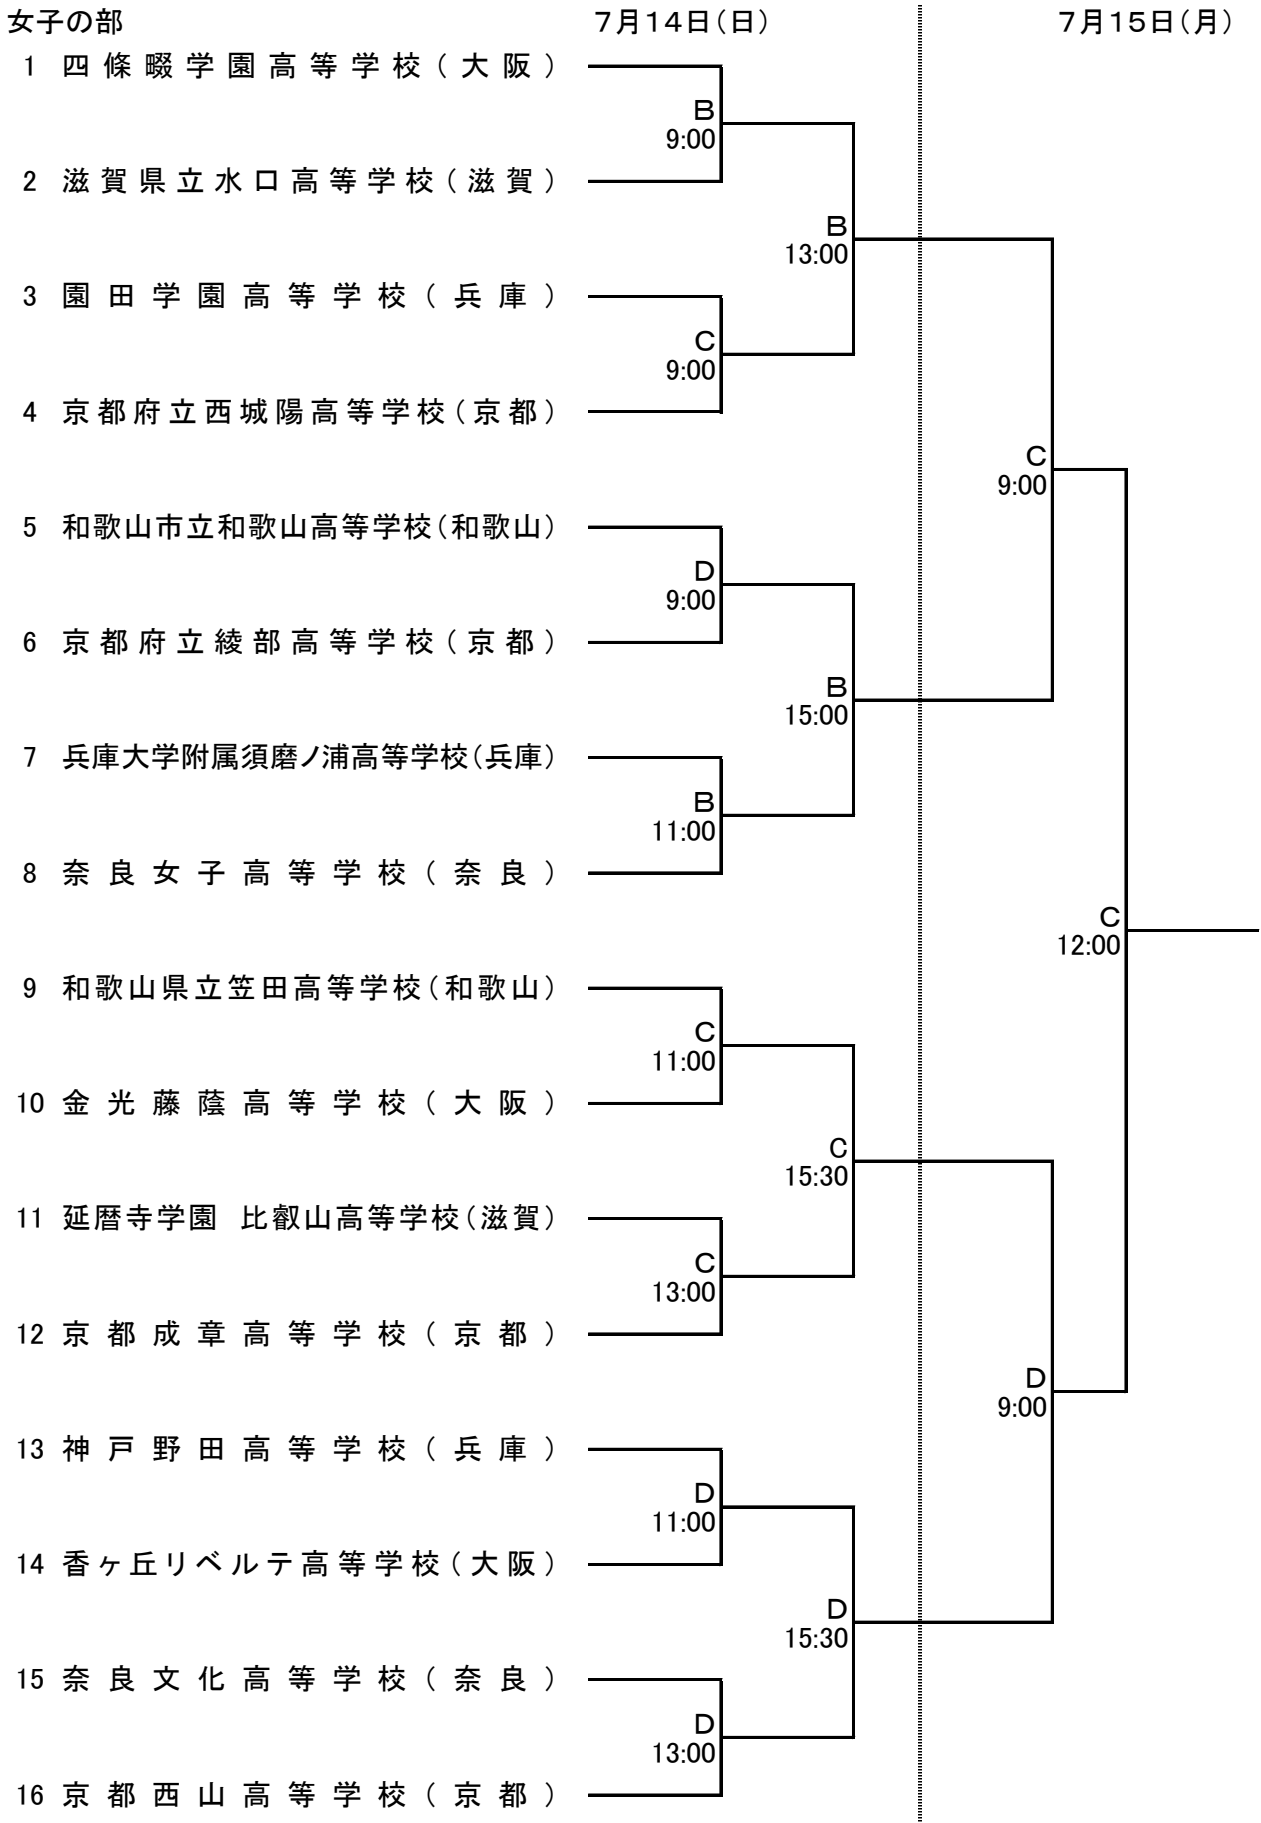 女子の部 7月14日(日) 7月15日(月)
1 四條畷学園高等学校(大阪)
B
9:00
2 滋賀県立水口高等学校(滋賀)
B
13:00
3 園田学園高等学校(兵庫)
C
9:00
4 京都府立西城陽高等学校(京都)
C
9:00
5 和歌山市立和歌山高等学校(和歌山)
D
9:00
6 京都府立綾部高等学校(京都)
B
15:00
7 兵庫大学附属須磨ノ浦高等学校(兵庫)
B
11:00
8 奈良女子高等学校(奈良)
C
12:00
9 和歌山県立笠田高等学校(和歌山)
C
11:00
10 金光藤蔭高等学校(大阪)
C
15:30
11 延暦寺学園 比叡山高等学校(滋賀)
C
13:00
12 京都成章高等学校(京都)
D
9:00
13 神戸野田高等学校(兵庫)
D
11:00
14 香ヶ丘リベルテ高等学校(大阪)
D
15:30
15 奈良文化高等学校(奈良)
D
13:00
16 京都西山高等学校(京都)